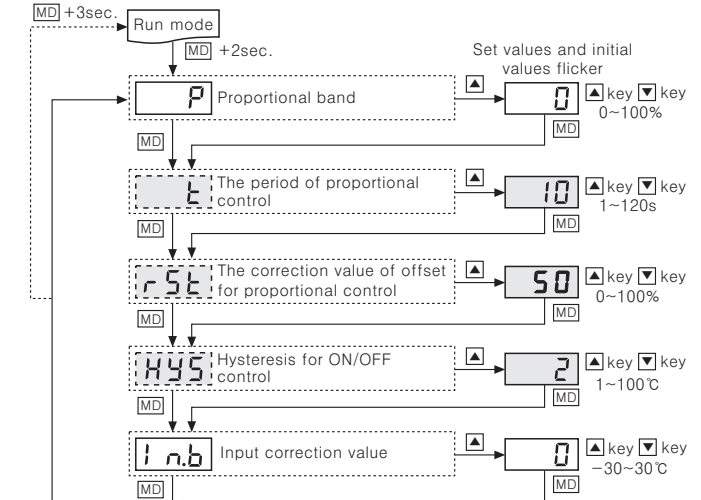 MD +3sec.
Run mode
MD +2sec.
Set values and initial
values flicker
P Proportional band ▲ 0 ▲ key ▼ key
0~100%
MD MD
t The period of proportional
control ▲ 10 ▲ key ▼ key
1~120s
MD MD
rSt The correction value of offset
for proportional control ▲ 50 ▲ key ▼ key
0~100%
MD MD
HYS Hysteresis for ON/OFF
control ▲ 2 ▲ key ▼ key
1~100℃
MD MD
In.b Input correction value ▲ 0 ▲ key ▼ key
−30~30℃
MD MD